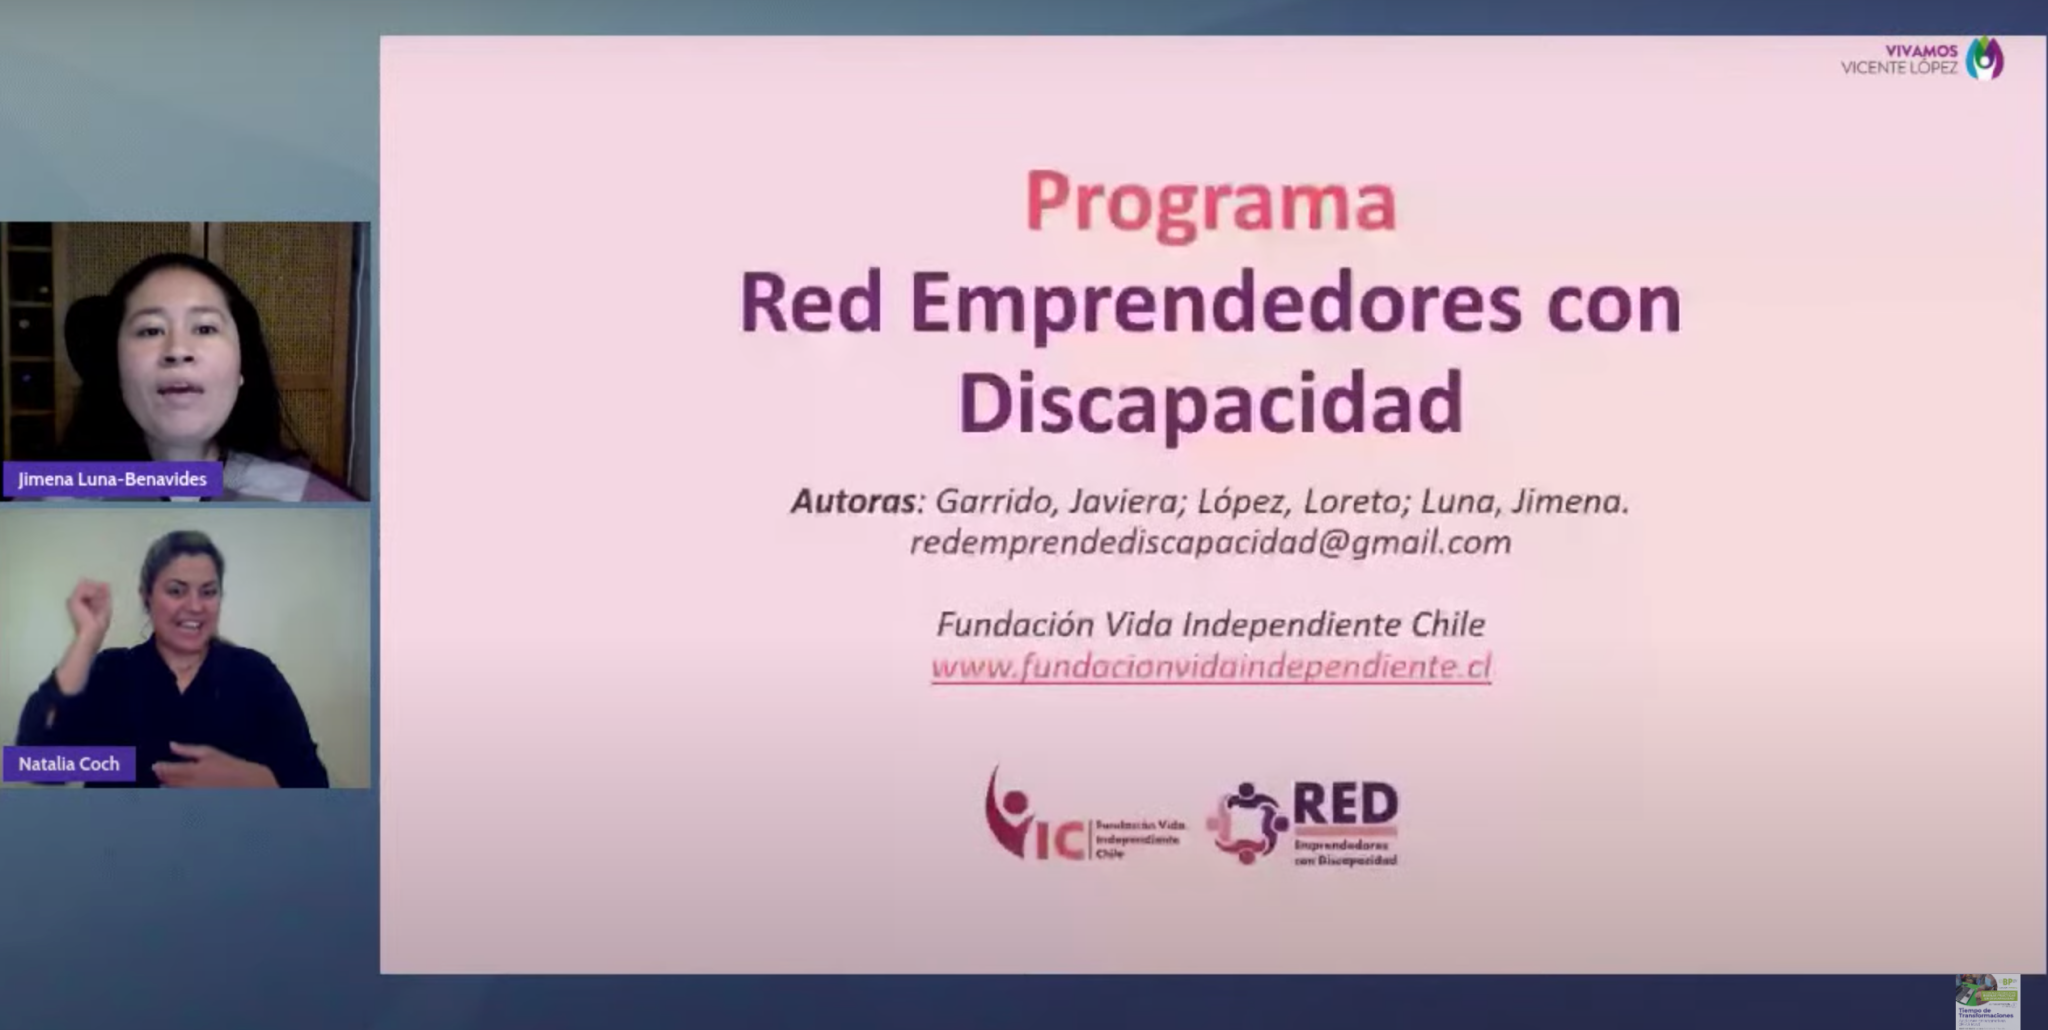 VIVAMOS
VICENTE LÓPEZ
Programa
Red Emprendedores con
Discapacidad
Autoras: Garrido, Javiera; López, Loreto; Luna, Jimena.
redemprendediscapacidad@gmail.com
Fundación Vida Independiente Chile
www.fundacionvidaindependiente.cl
VIC
Fundación Vida
Independiente
Chile
RED
Emprendedores
con Discapacidad
Jimena Luna-Benavides
Natalia Coch
Tiempo de
Transformaciones